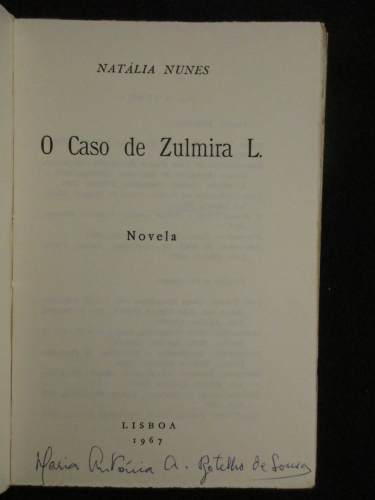 NATÁLIA NUNES
O Caso de Zulmira L.
Novela
LISBOA
1967
Maria Antónia A. Botelho de Sousa